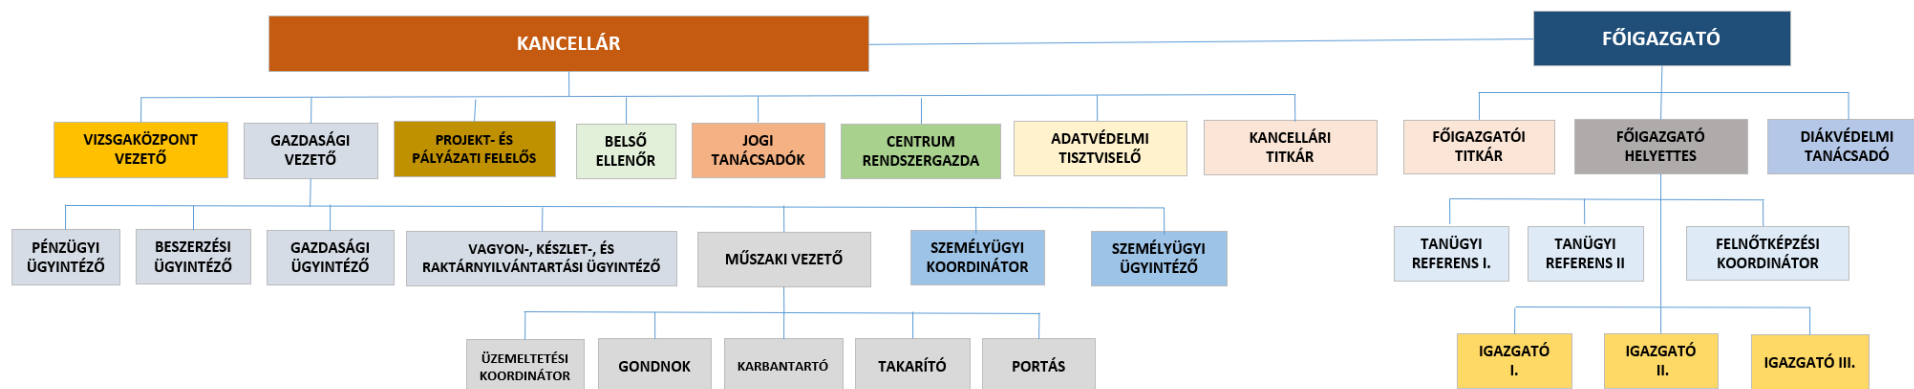 KANCELLÁR
FŐIGAZGATÓ
VIZSGAKÖZPONT
VEZETŐ
GAZDASÁGI
VEZETŐ
PROJEKT- ÉS
PÁLYÁZATI FELELŐS
BELSŐ
ELLENŐR
JOGI
TANÁCSADÓK
CENTRUM
RENDSZERGAZDA
ADATVÉDELMI
TISZTVISELŐ
KANCELLÁRI
TITKÁR
FŐIGAZGATÓI
TITKÁR
FŐIGAZGATÓ
HELYETTES
DIÁKVÉDELMI
TANÁCSADÓ
PÉNZÜGYI
ÜGYINTÉZŐ
BESZERZÉSI
ÜGYINTÉZŐ
GAZDASÁGI
ÜGYINTÉZŐ
VAGYON-, KÉSZLET-, ÉS
RAKTÁRNYILVÁNTARTÁSI ÜGYINTÉZŐ
MŰSZAKI VEZETŐ
SZEMÉLYÜGYI
KOORDINÁTOR
SZEMÉLYÜGYI
ÜGYINTÉZŐ
TANÜGYI
REFERENS I.
TANÜGYI
REFERENS II
FELNŐTKÉPZÉSI
KOORDINÁTOR
ÜZEMELTETÉSI
KOORDINÁTOR
GONDNOK
KARBANTARTÓ
TAKARÍTÓ
PORTÁS
IGAZGATÓ
I.
IGAZGATÓ
II.
IGAZGATÓ III.